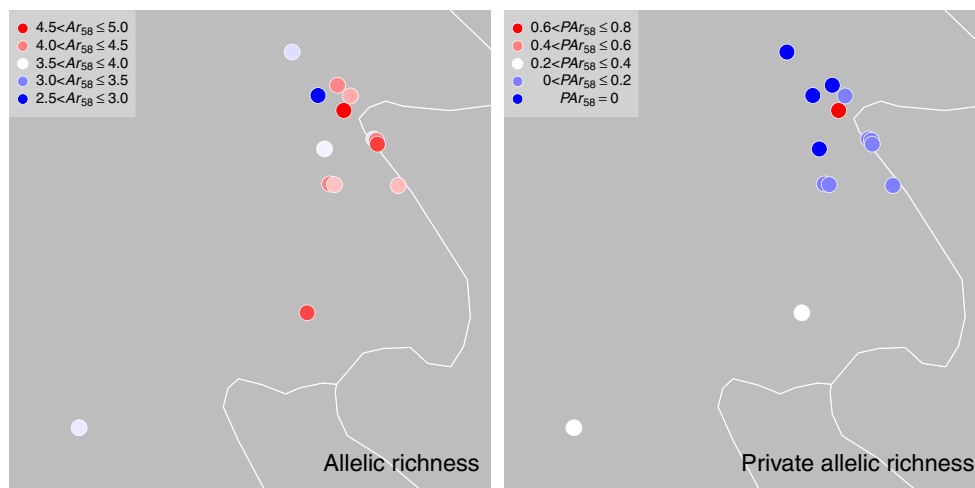 4.5<Ar58≤5.0
4.0<Ar58≤4.5
3.5<Ar58≤4.0
3.0<Ar58≤3.5
2.5<Ar58≤3.0
Allelic richness
0.6<PAr58≤0.8
0.4<PAr58≤0.6
0.2<PAr58≤0.4
0<PAr58≤0.2
PAr58=0
Private allelic richness